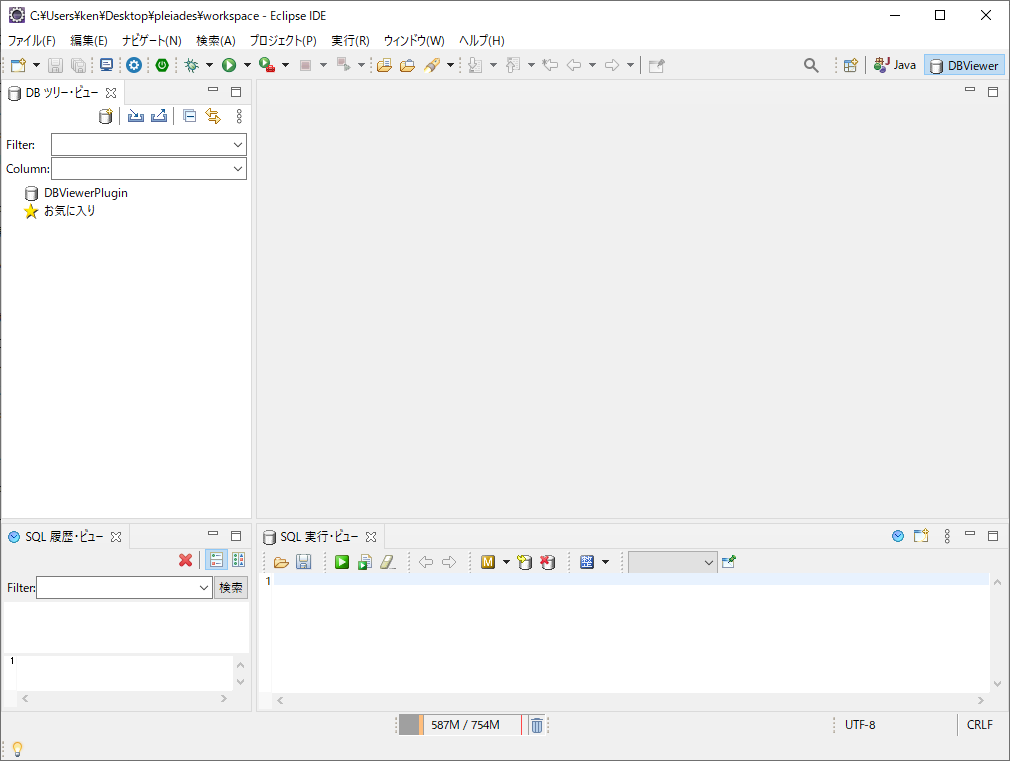 C:¥Users¥ken¥Desktop¥pleiades¥workspace - Eclipse IDE
ファイル(F) 編集(E) ナビゲート(N) 検索(A) プロジェクト(P) 実行(R) ウィンドウ(W) ヘルプ(H)
Java DBViewer
DB ツリー・ビュー
Filter:
Column:
DBViewerPlugin
お気に入り
SQL 履歴・ビュー
Filter: 検索
1
SQL 実行・ビュー
M
1
587M / 754M
UTF-8 CRLF